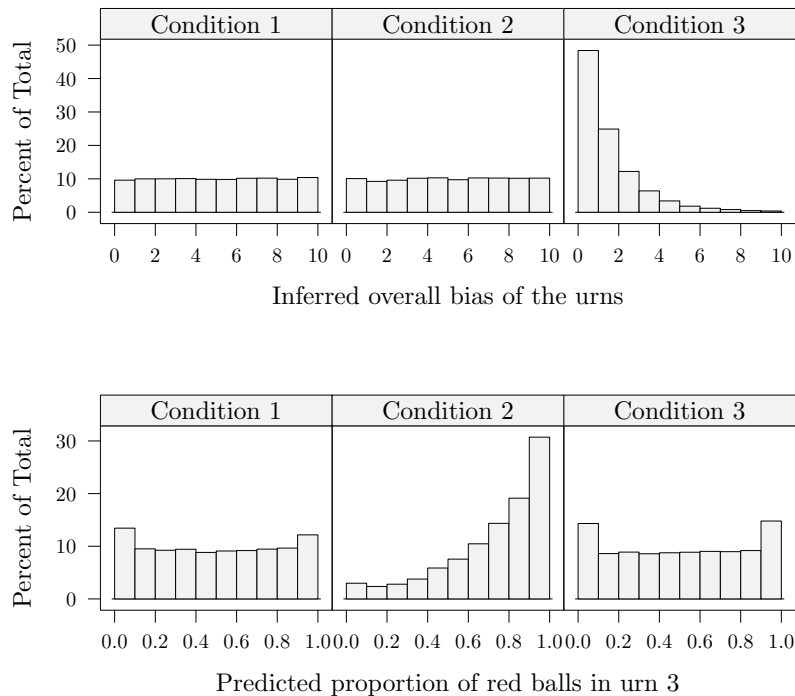 Condition 1 Condition 2 Condition 3
Percent of Total
50
40
30
20
10
0
0 2 4 6 8 10 0 2 4 6 8 10 0 2 4 6 8 10
Inferred overall bias of the urns
Condition 1 Condition 2 Condition 3
Percent of Total
30
20
10
0
0.0 0.2 0.4 0.6 0.8 1.0 0.0 0.2 0.4 0.6 0.8 1.0 0.0 0.2 0.4 0.6 0.8 1.0
Predicted proportion of red balls in urn 3